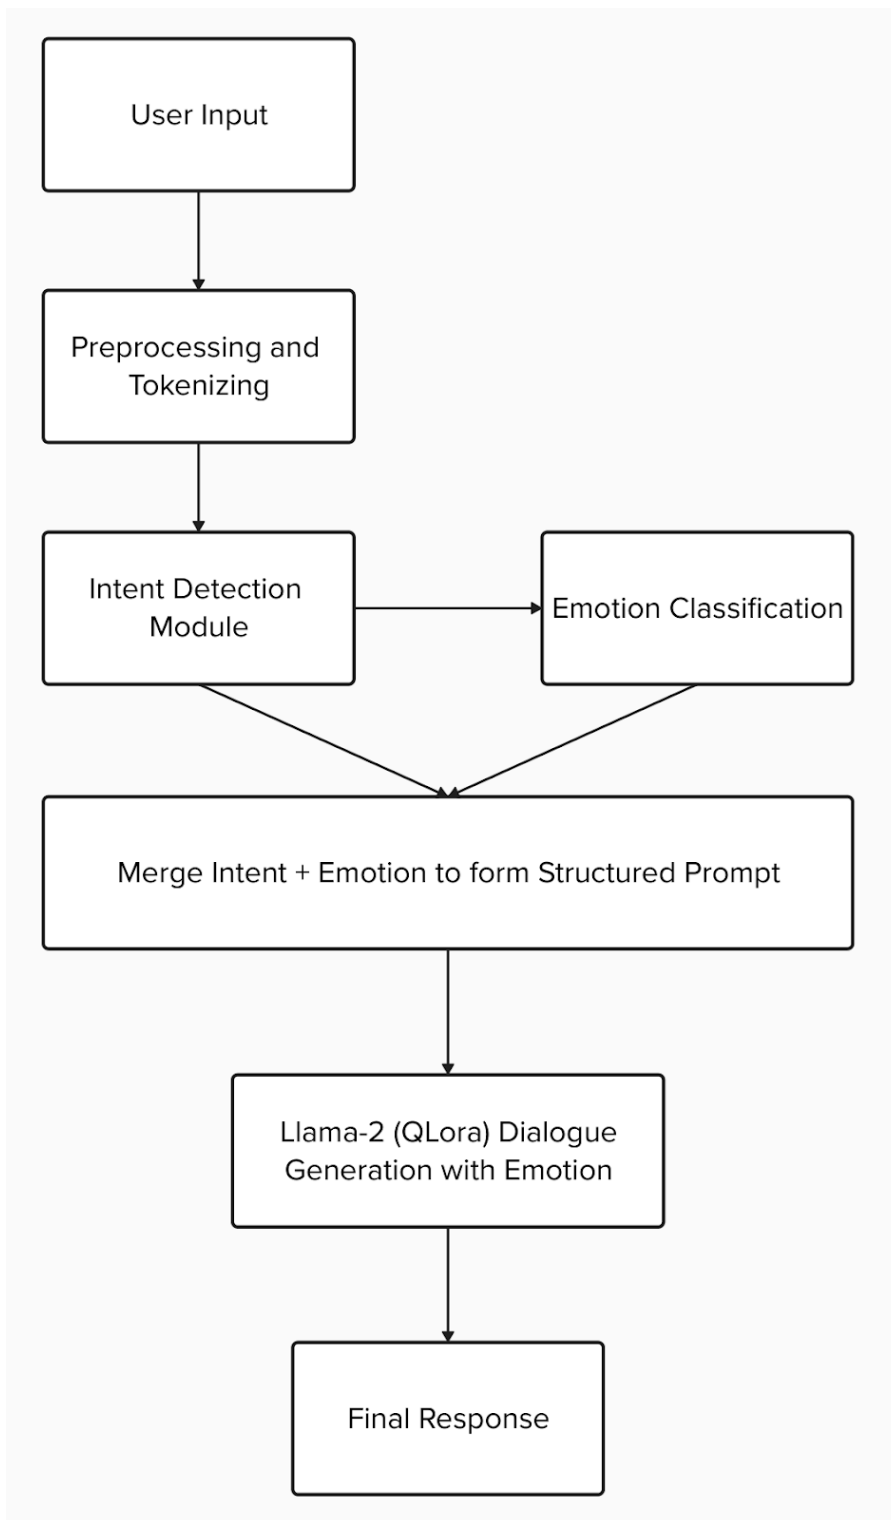 User Input
Preprocessing and
Tokenizing
Intent Detection
Module
Emotion Classification
Merge Intent + Emotion to form Structured Prompt
Llama-2 (QLora) Dialogue
Generation with Emotion
Final Response